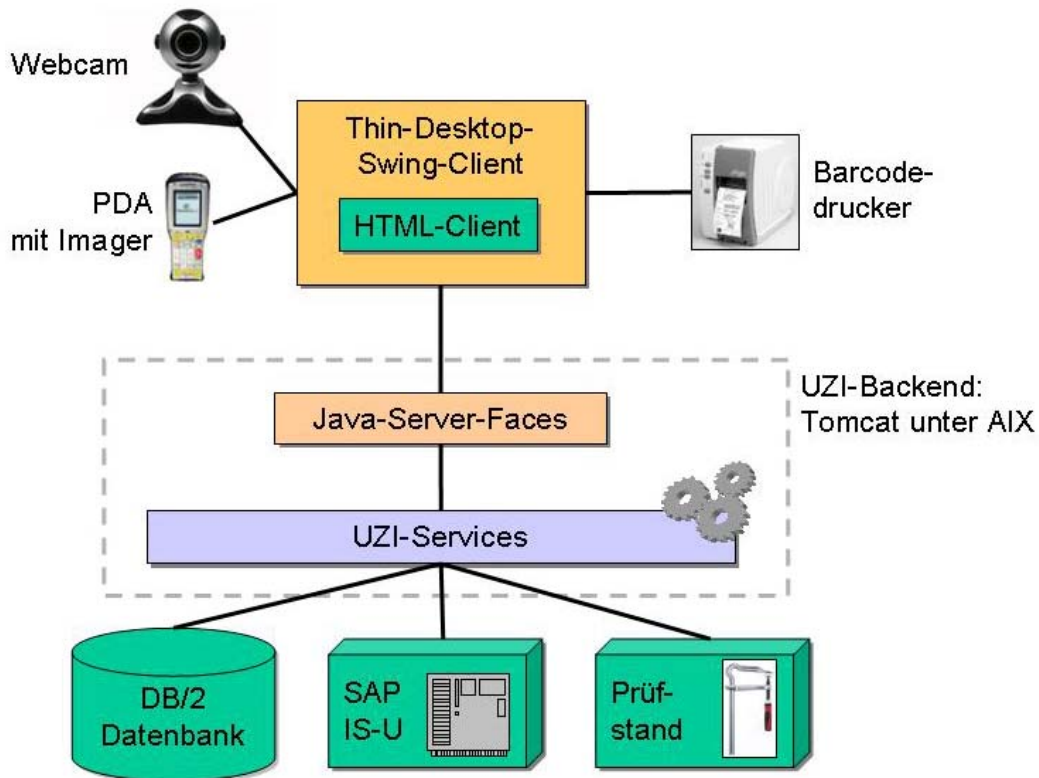 Webcam
PDA
mit Imager
Thin-Desktop-
Swing-Client
HTML-Client
Barcode-
drucker
UZI-Backend:
Tomcat unter AIX
Java-Server-Faces
UZI-Services
DB/2
Datenbank
SAP
IS-U
Prüf-
stand